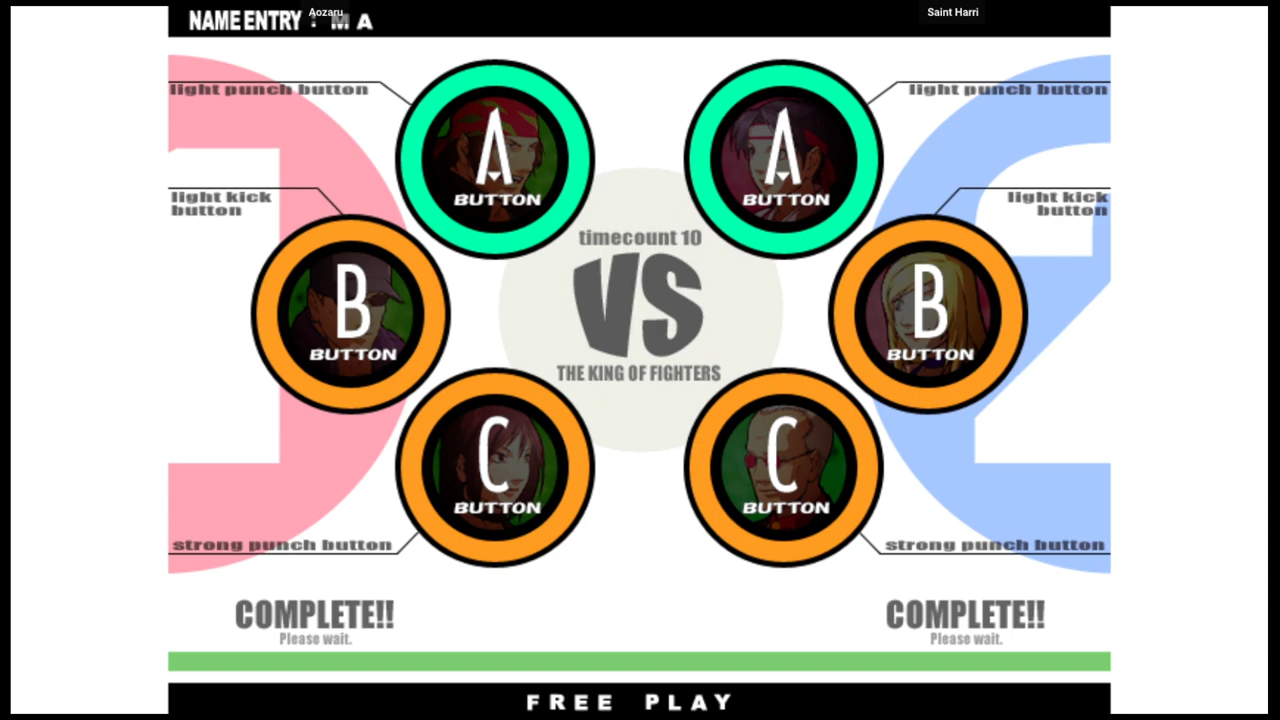 Aozaru
Saint Harri
NAME ENTRY : M A
light punch button
light punch button
A
BUTTON
A
BUTTON
light kick
button
light kick
button
timecount 10
VS
THE KING OF FIGHTERS
B
BUTTON
B
BUTTON
C
BUTTON
C
BUTTON
strong punch button
strong punch button
COMPLETE!!
Please wait.
COMPLETE!!
Please wait.
FREE PLAY
1
2